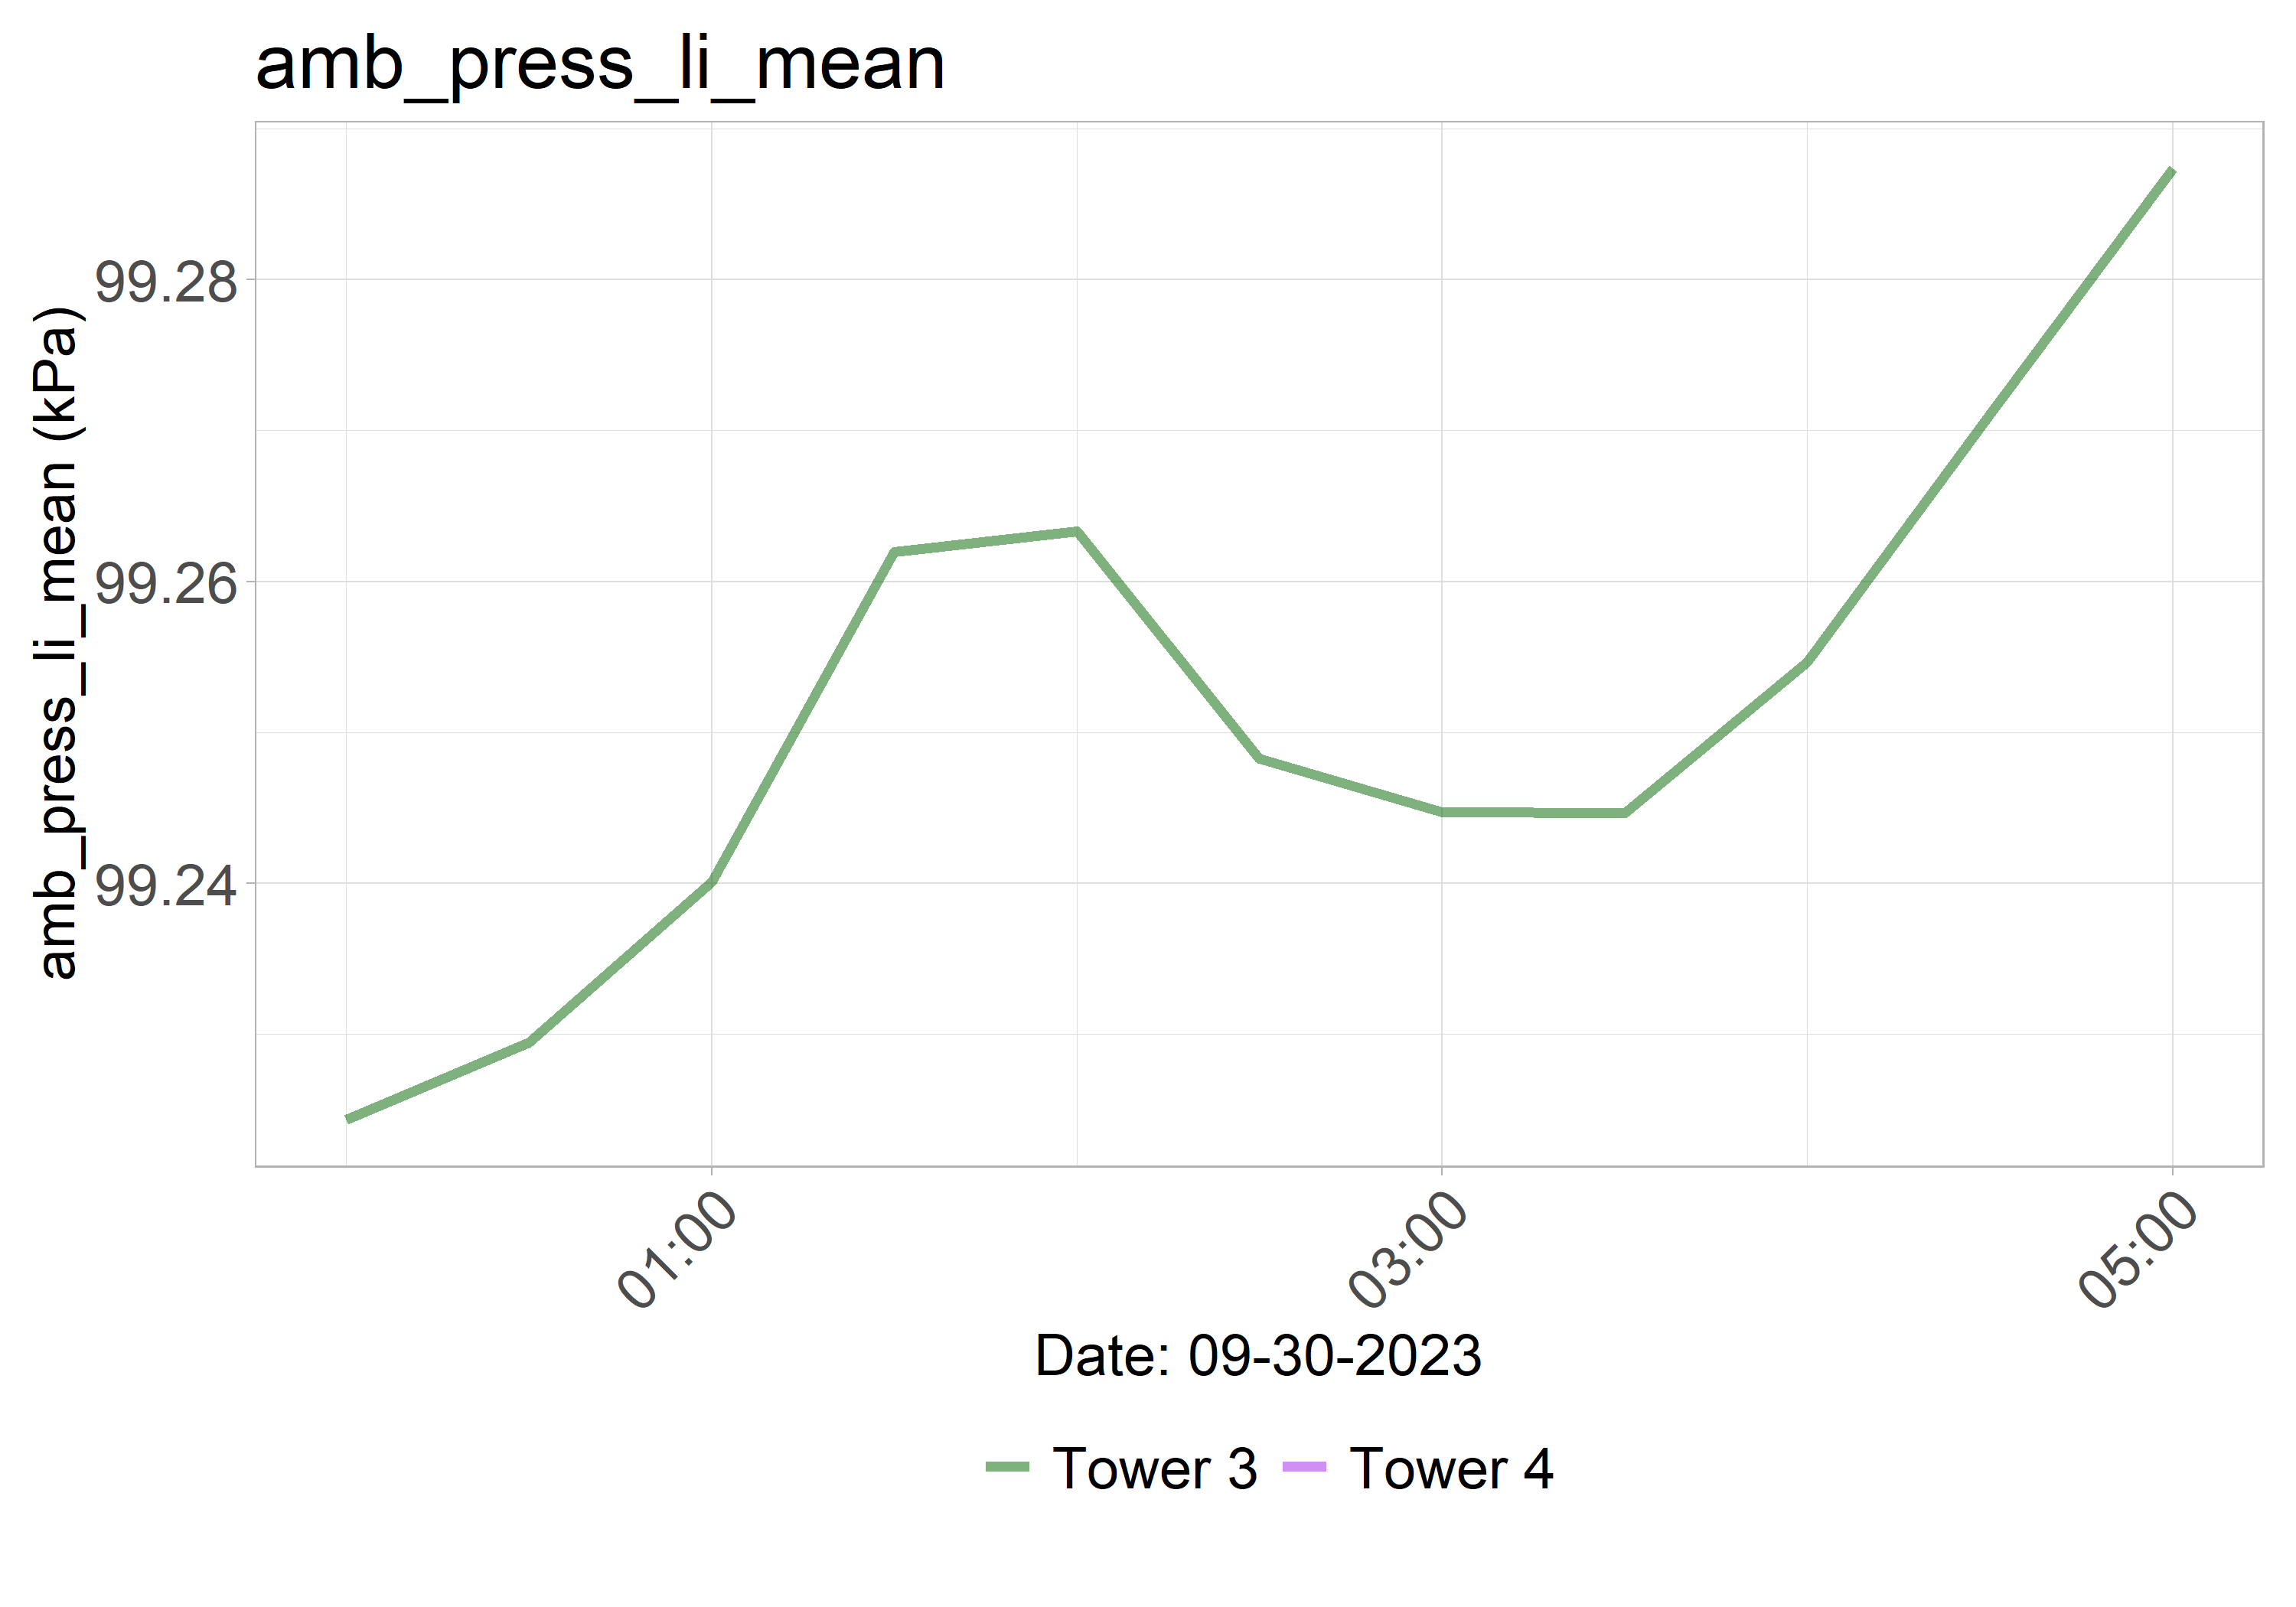 amb_press_li_mean
amb_press_li_mean (kPa)
99.28
99.26
99.24
01:00
03:00
05:00
Date: 09-30-2023
Tower 3
Tower 4